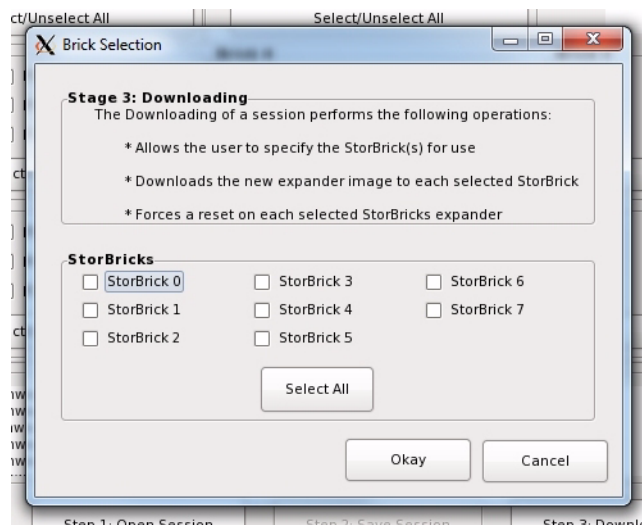 ct/Unselect All
Select/Unselect All
Brick Selection
Stage 3: Downloading
The Downloading of a session performs the following operations:
* Allows the user to specify the StorBrick(s) for use
* Downloads the new expander image to each selected StorBrick
* Forces a reset on each selected StorBricks expander
StorBricks
StorBrick 0
StorBrick 3
StorBrick 6
StorBrick 1
StorBrick 4
StorBrick 7
StorBrick 2
StorBrick 5
Select All
Okay
Cancel
Step 1: Open Session
Step 2: Save Session
Step 3: Downl